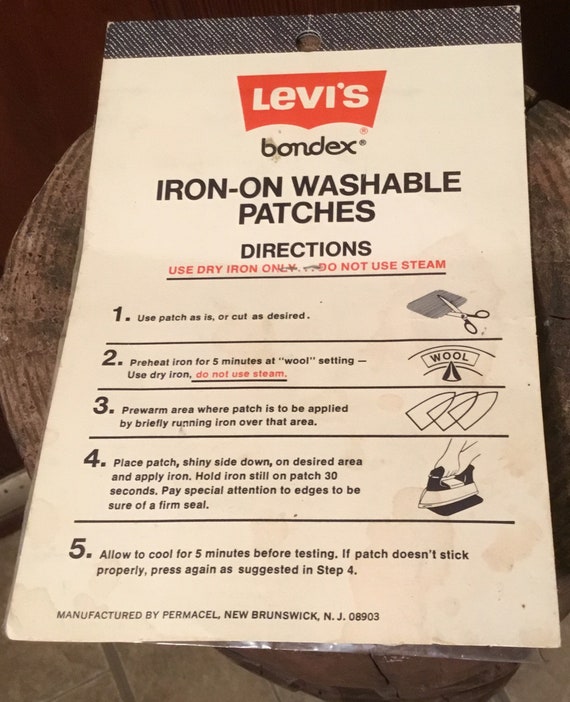 Levi's ®
bondex®
IRON-ON WASHABLE
PATCHES
DIRECTIONS
USE DRY IRON ONLY...DO NOT USE STEAM
1. Use patch as is, or cut as desired.
2. Preheat iron for 5 minutes at "wool" setting —
Use dry iron, do not use steam.
WOOL
3. Prewarm area where patch is to be applied
by briefly running iron over that area.
4. Place patch, shiny side down, on desired area
and apply iron. Hold iron still on patch 30
seconds. Pay special attention to edges to be
sure of a firm seal.
5. Allow to cool for 5 minutes before testing. If patch doesn't stick
properly, press again as suggested in Step 4.
MANUFACTURED BY PERMACEL, NEW BRUNSWICK, N. J. 08903